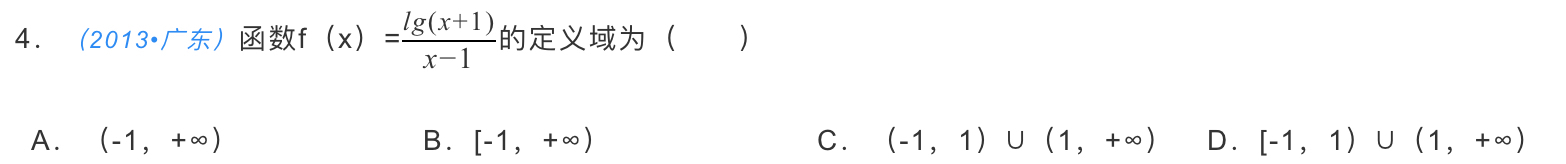 4. （2013•广东）函数f（x）=\frac{lg(x+1)}{x-1}的定义域为（ ）
A.（-1，+∞） B. [-1，+∞） C.（-1，1）∪（1，+∞） D. [-1，1）∪（1，+∞）